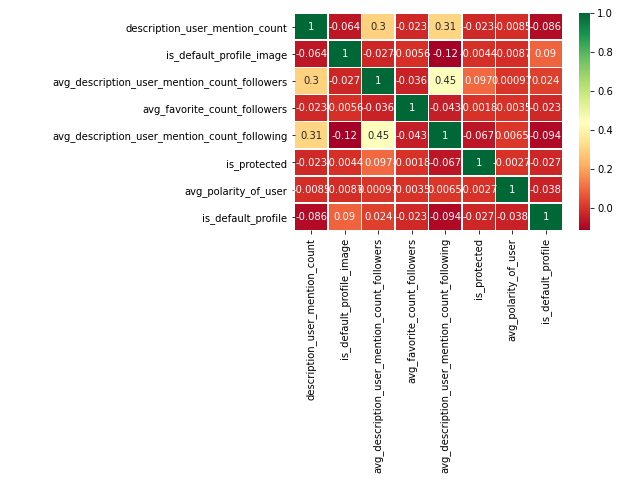 description_user_mention_count 1 -0.064 0.3 -0.023 0.31 -0.023 -0.0085 -0.086
is_default_profile_image -0.064 1 -0.027 -0.0056 -0.12 -0.0044 -0.0087 0.09
avg_description_user_mention_count_followers 0.3 -0.027 1 -0.036 0.45 0.097 0.00097 0.024
avg_favorite_count_followers -0.023 -0.0056 -0.036 1 -0.043 -0.0018 -0.0035 -0.023
avg_description_user_mention_count_following 0.31 -0.12 0.45 -0.043 1 -0.067 0.0065 -0.094
is_protected -0.023 -0.0044 0.097 -0.0018 -0.067 1 -0.0027 -0.027
avg_polarity_of_user -0.0085 -0.0087 0.00097 -0.0035 0.0065 -0.0027 1 -0.038
is_default_profile -0.086 0.09 0.024 -0.023 -0.094 -0.027 -0.038 1
description_user_mention_count
is_default_profile_image
avg_description_user_mention_count_followers
avg_favorite_count_followers
avg_description_user_mention_count_following
is_protected
avg_polarity_of_user
is_default_profile
1.0
0.8
0.6
0.4
0.2
0.0